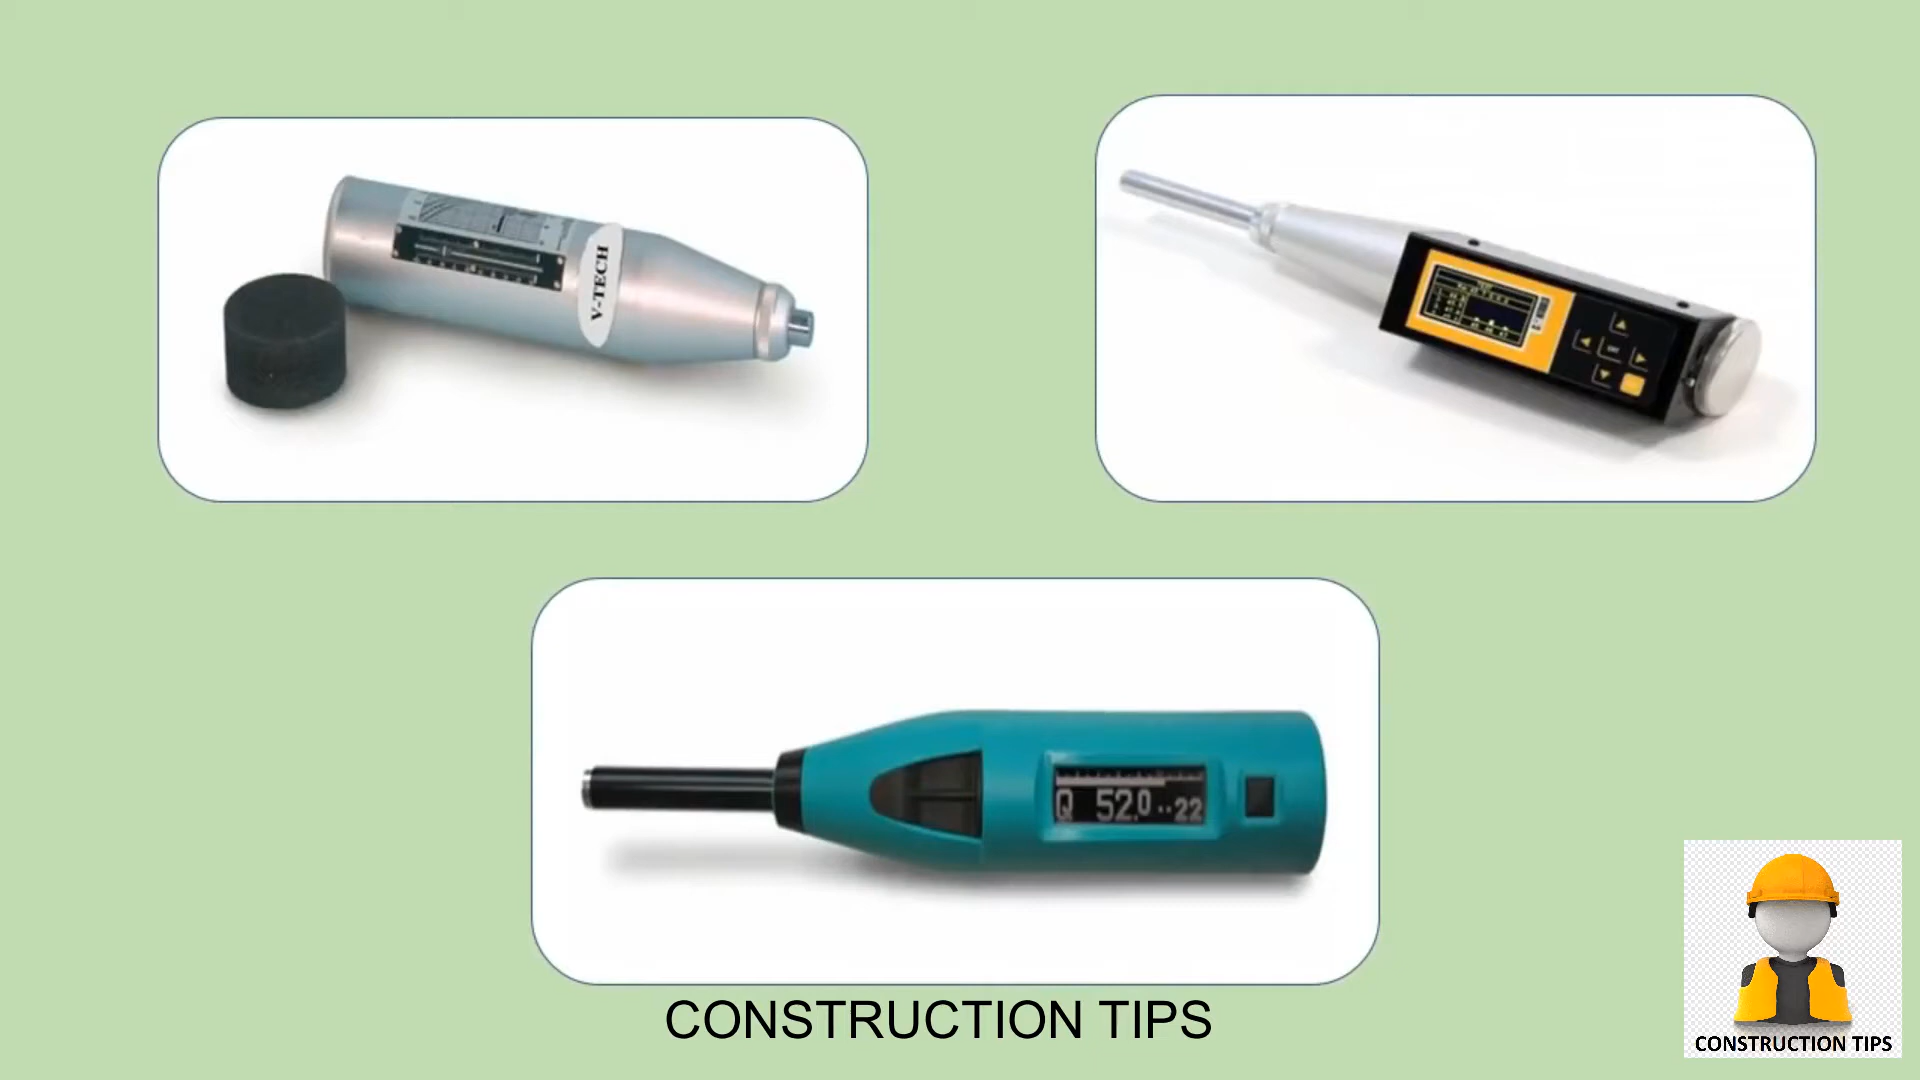 V-TECH
Q 52.0 ..22
CONSTRUCTION TIPS
CONSTRUCTION TIPS